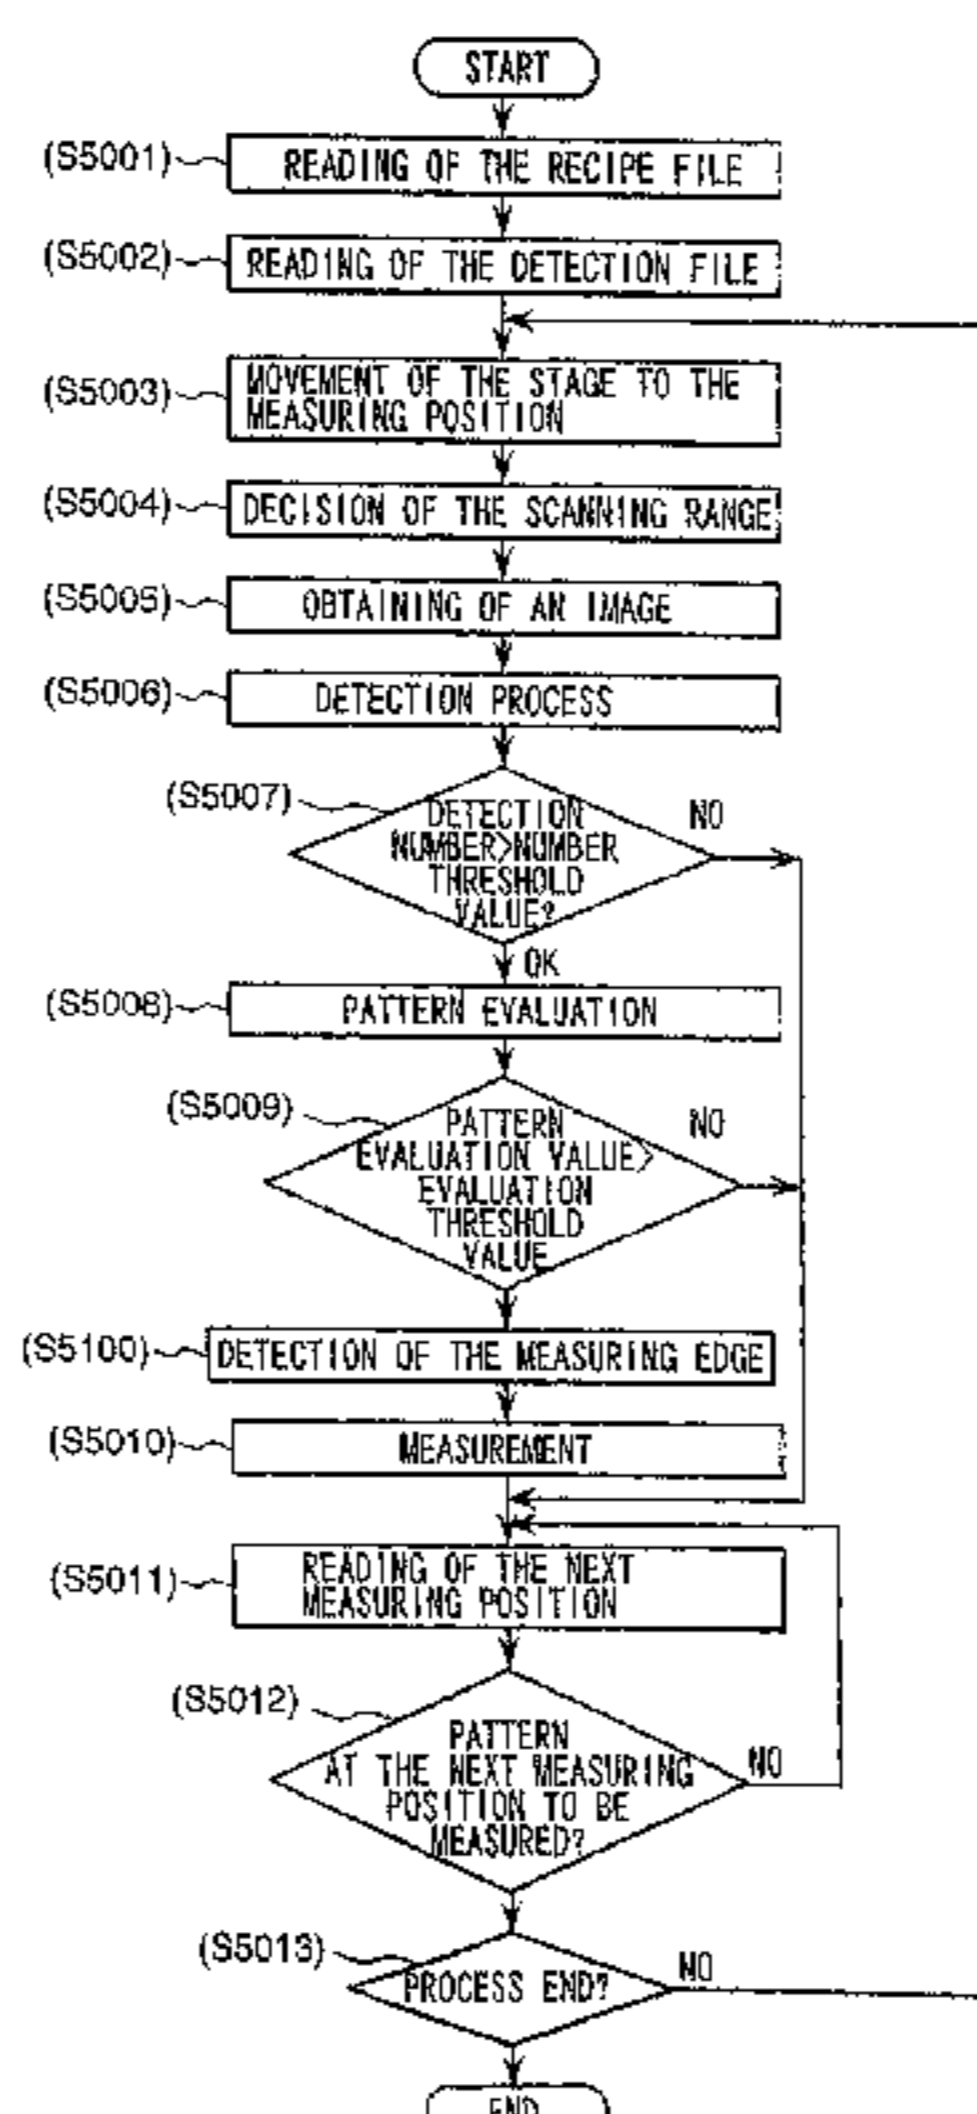 START
(S5001)
READING OF THE RECIPE FILE
(S5002)
READING OF THE DETECTION FILE
(S5003)
MOVEMENT OF THE STAGE TO THE
MEASURING POSITION
(S5004)
DECISION OF THE SCANNING RANGE
(S5005)
OBTAINING OF AN IMAGE
(S5006)
DETECTION PROCESS
(S5007)
DETECTION
NUMBER>NUMBER
THRESHOLD
VALUE?
NO
OK
(S5008)
PATTERN EVALUATION
(S5009)
PATTERN
EVALUATION VALUE>
EVALUATION
THRESHOLD
VALUE
NO
(S5100)
DETECTION OF THE MEASURING EDGE
(S5010)
MEASUREMENT
(S5011)
READING OF THE NEXT
MEASURING POSITION
(S5012)
PATTERN
AT THE NEXT MEASURING
POSITION TO BE
MEASURED?
NO
(S5013)
PROCESS END?
NO
END